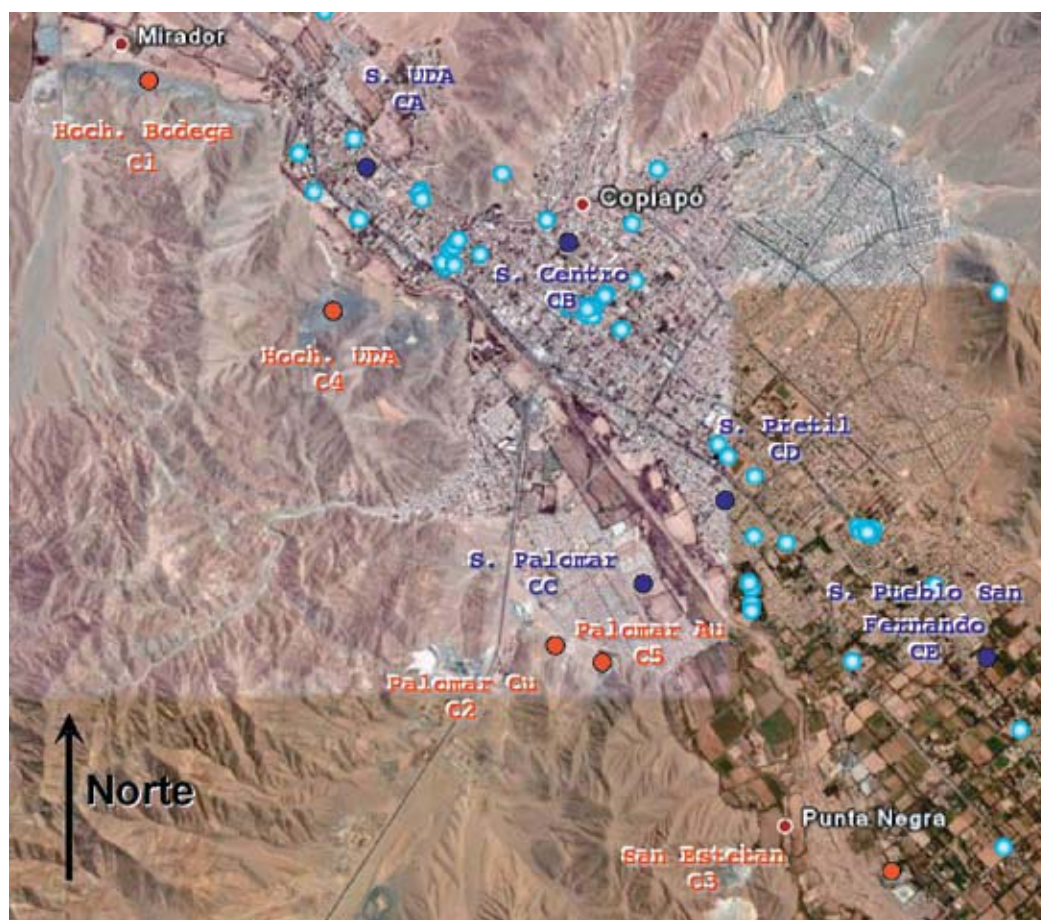 Mirador
Hoch. Bodega
C1
S. UDA
CA
Copiapó
S. Centro
CB
Hoch. UDA
C4
S. Pretil
CD
S. Palomar
CC
S. Pueblo San
Fernando
CE
Palomar Au
C5
Palomar Cu
C2
Norte
Punta Negra
San Esteban
C3